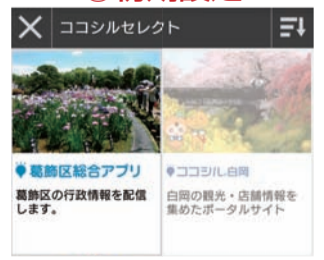 ココシルセレクト
葛飾区総合アプリ
葛飾区の行政情報を配信
します。
ココシル白岡
白岡の観光・店舗情報を
集めたポータルサイト